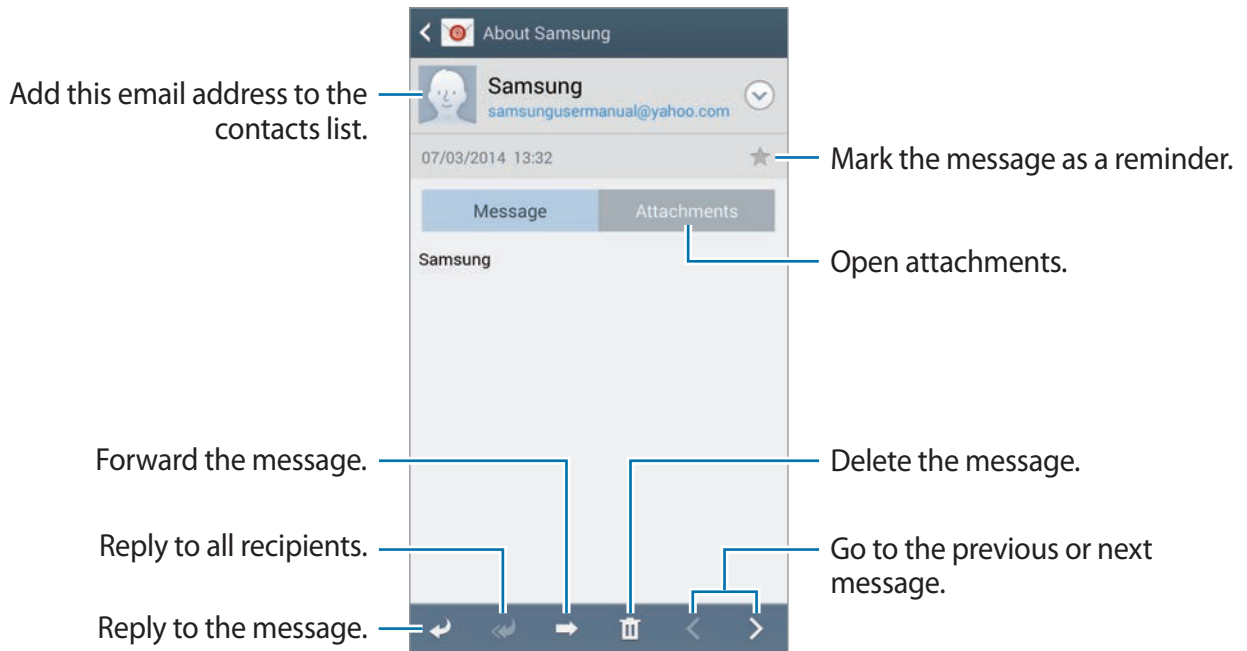 About Samsung
Add this email address to the
contacts list.
Samsung
samsungusermanual@yahoo.com
07/03/2014 13:32
Mark the message as a reminder.
Message
Attachments
Samsung
Open attachments.
Forward the message.
Delete the message.
Reply to all recipients.
Go to the previous or next
message.
Reply to the message.